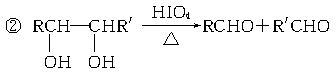 ② RCH—CHR′ HIO₄ RCHO+R′CHO
△
OH OH